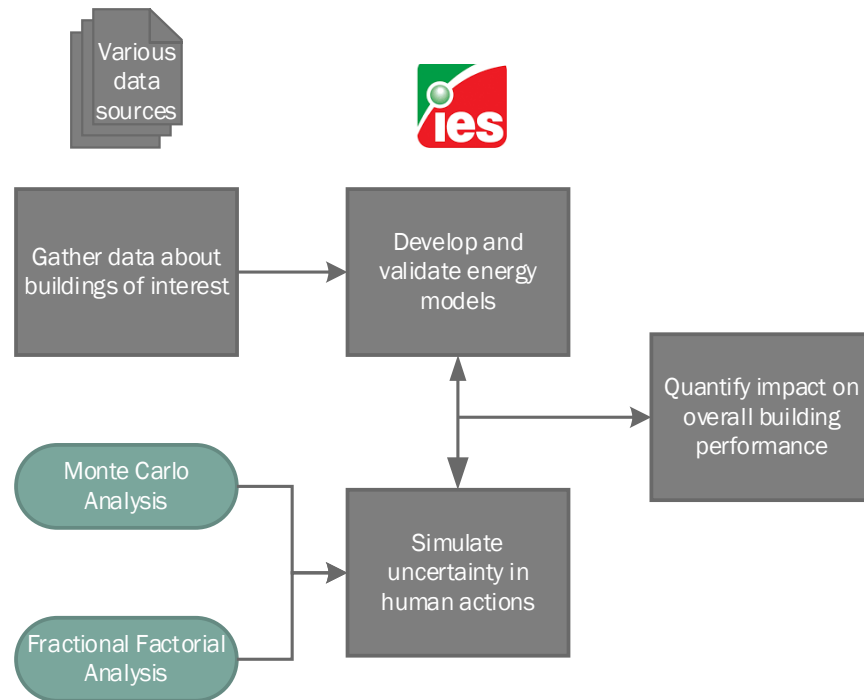 Various
data
sources
ies
Gather data about
buildings of interest
Develop and
validate energy
models
Quantify impact on
overall building
performance
Monte Carlo
Analysis
Simulate
uncertainty in
human actions
Fractional Factorial
Analysis